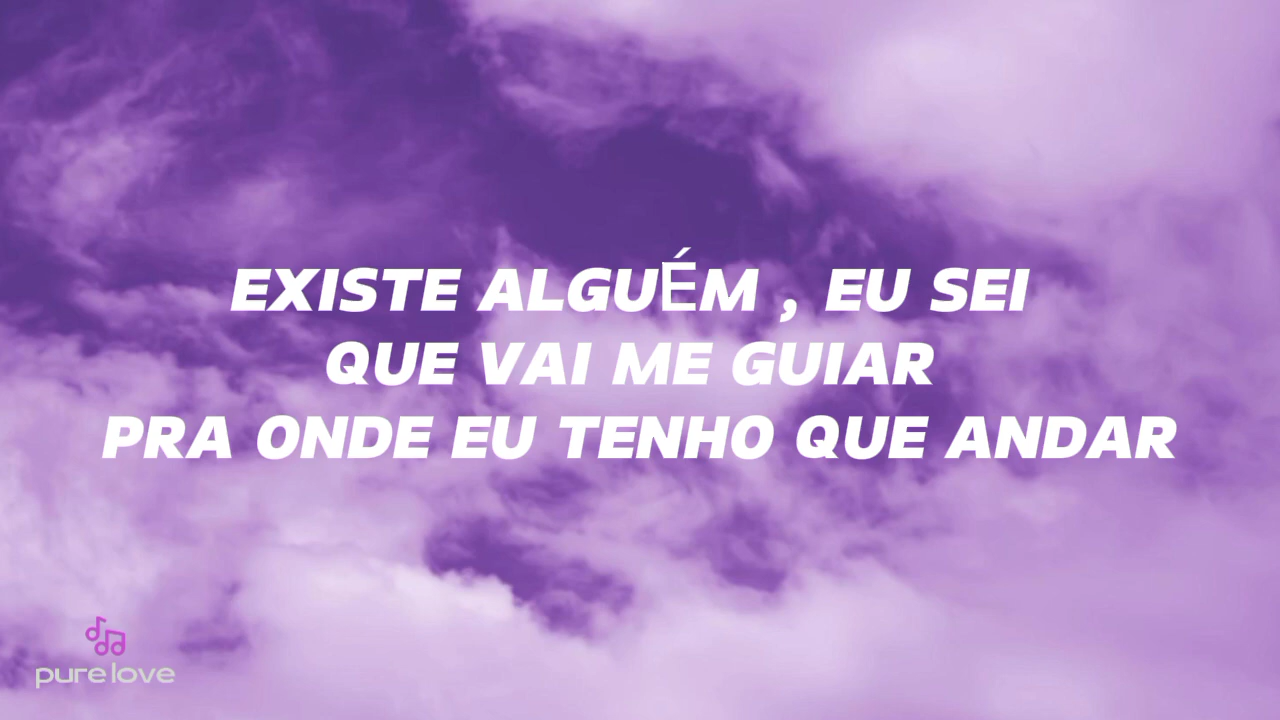 EXISTE ALGUÉM , EU SEI
QUE VAI ME GUIAR
PRA ONDE EU TENHO QUE ANDAR
pure love